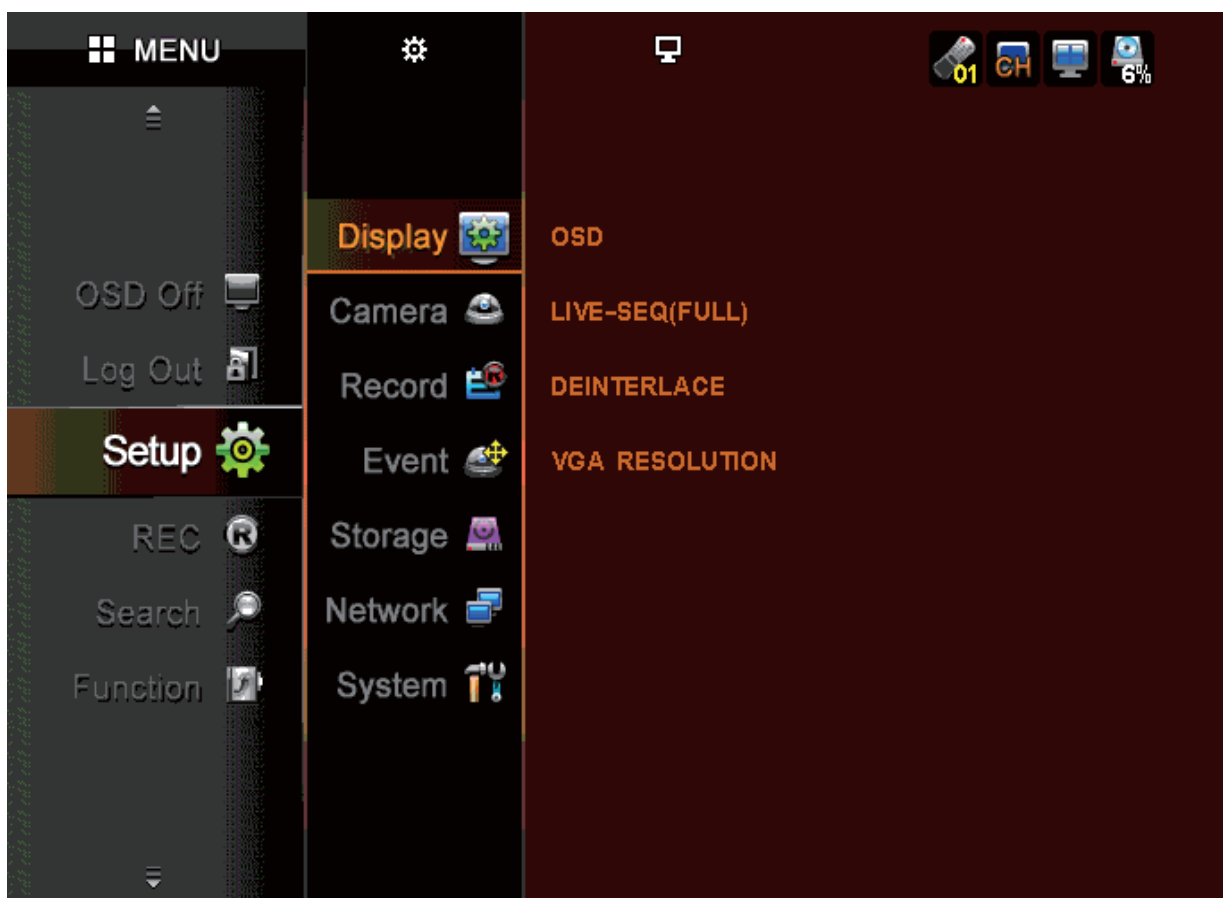 MENU
01
CH
6%
OSD Off
Log Out
Setup
REC
Search
Function
Display
Camera
Record
Event
Storage
Network
System
OSD
LIVE-SEQ(FULL)
DEINTERLACE
VGA RESOLUTION